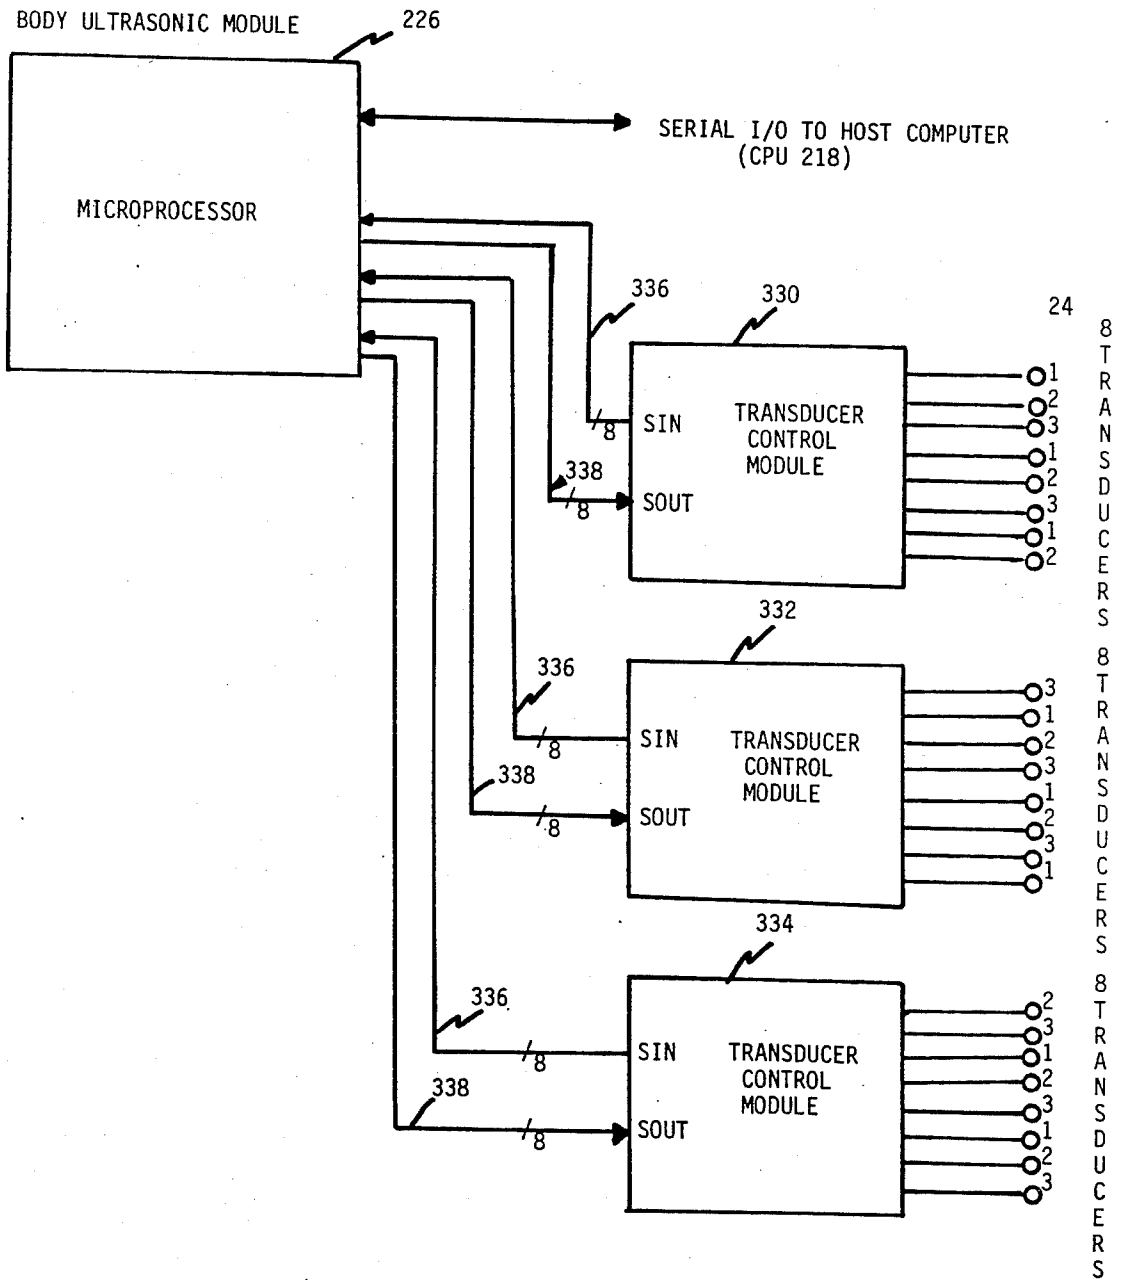 BODY ULTRASONIC MODULE
226
SERIAL I/O TO HOST COMPUTER
(CPU 218)
MICROPROCESSOR
336
330
24
SIN
8
338
SOUT
8
TRANSDUCER
CONTROL
MODULE
1
2
3
1
2
3
1
2
8 TRANSDUCERS
332
336
SIN
8
338
SOUT
8
TRANSDUCER
CONTROL
MODULE
3
1
2
3
1
2
3
1
8 TRANSDUCERS
334
336
SIN
8
338
SOUT
8
TRANSDUCER
CONTROL
MODULE
2
3
1
2
3
1
2
3
8 TRANSDUCERS